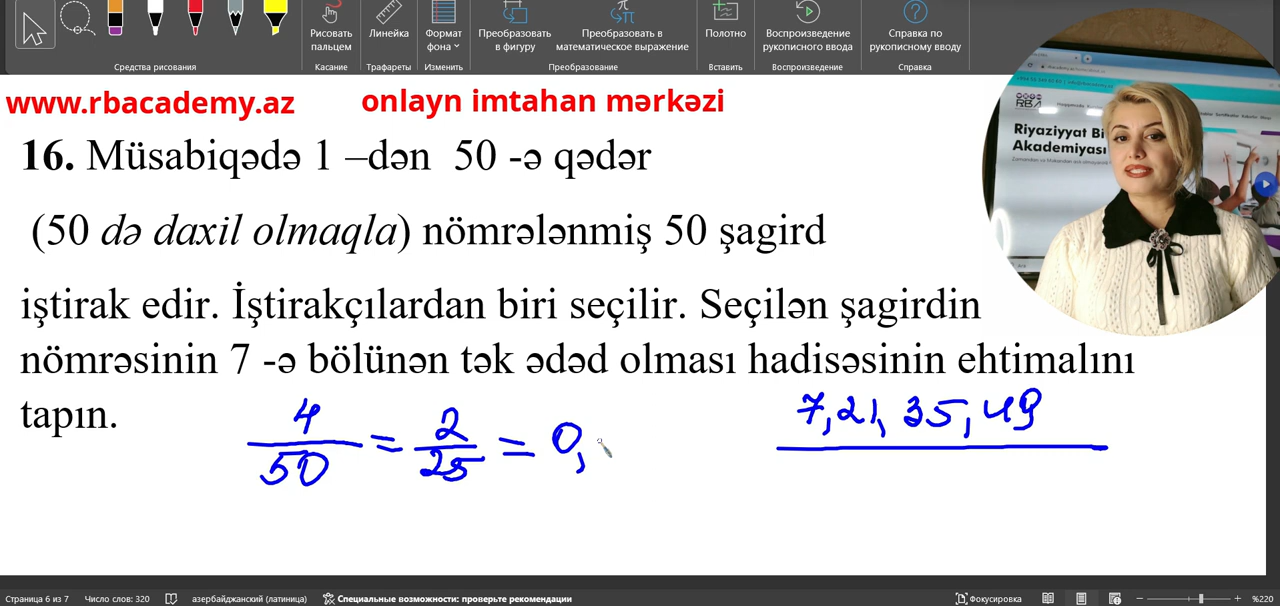 Рисовать пальцем
Линейка
Формат фона
Преобразовать в фигуру
Преобразовать в математическое выражение
Полотно
Воспроизведение рукописного ввода
Справка по рукописному вводу
Средства рисования
Касание
Трафареты
Изменить
Преобразование
Вставить
Воспроизведение
Справка
www.rbacademy.az onlayn imtahan mərkəzi
RBA
Riyaziyyat Bi
Akademiyası
16. Müsabiqədə 1 –dən 50 -ə qədər
(50 də daxil olmaqla) nömrələnmiş 50 şagird
iştirak edir. İştirakçılardan biri seçilir. Seçilən şagirdin
nömrəsinin 7 -ə bölünən tək ədəd olması hadisəsinin ehtimalını
tapın.
7, 21, 35, 49
4/50 = 2/25 = 0,
Страница 6 из 7 Число слов: 320 азербайджанский (латиница) Специальные возможности: проверьте рекомендации Фокусировка − + %220